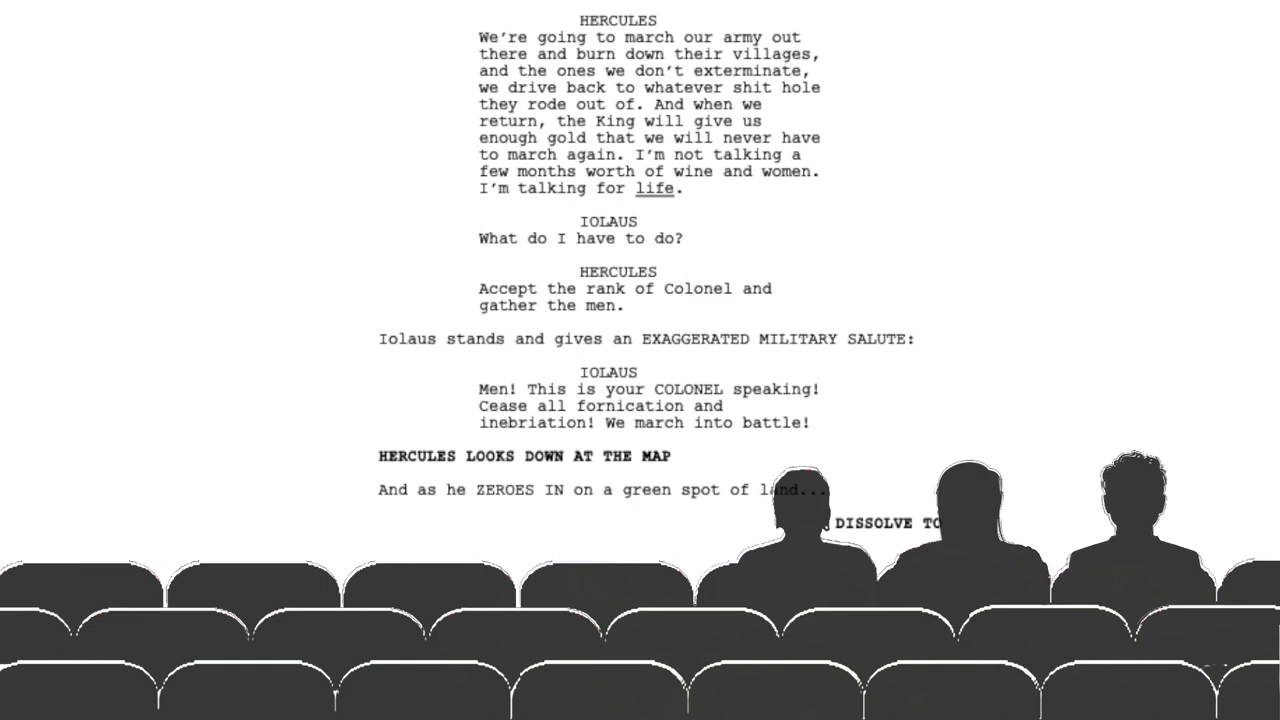 HERCULES
We're going to march our army out
there and burn down their villages,
and the ones we don't exterminate,
we drive back to whatever shit hole
they rode out of. And when we
return, the King will give us
enough gold that we will never have
to march again. I'm not talking a
few months worth of wine and women.
I'm talking for life.
IOLAUS
What do I have to do?
HERCULES
Accept the rank of Colonel and
gather the men.
Iolaus stands and gives an EXAGGERATED MILITARY SALUTE:
IOLAUS
Men! This is your COLONEL speaking!
Cease all fornication and
inebriation! We march into battle!
HERCULES LOOKS DOWN AT THE MAP
And as he ZEROES IN on a green spot of land...
DISSOLVE TO